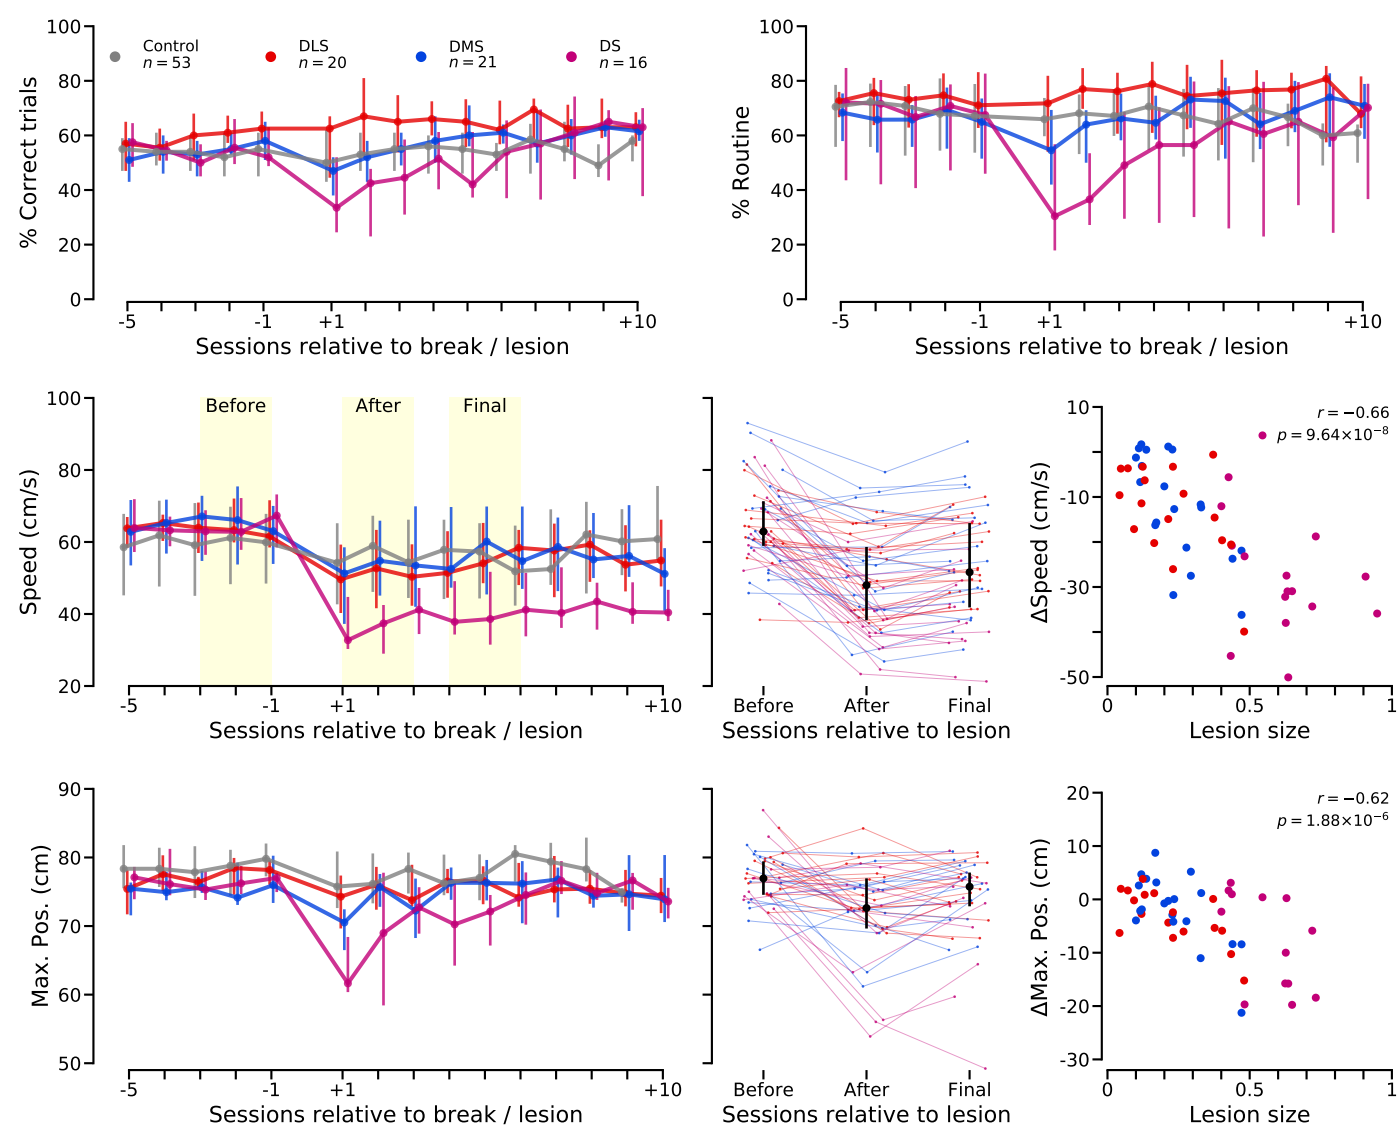 Control
n = 53
DLS
n = 20
DMS
n = 21
DS
n = 16
% Correct trials
100
80
60
40
20
0
-5
-1
+1
+10
Sessions relative to break / lesion
% Routine
100
80
60
40
20
0
-5
-1
+1
+10
Sessions relative to break / lesion
Speed (cm/s)
100
80
60
40
20
Before
After
Final
-5
-1
+1
+10
Sessions relative to break / lesion
Before
After
Final
Sessions relative to lesion
ΔSpeed (cm/s)
10
-10
-30
-50
r = −0.66
p = 9.64×10⁻⁸
0
0.5
1
Lesion size
Max. Pos. (cm)
90
80
70
60
50
-5
-1
+1
+10
Sessions relative to break / lesion
Before
After
Final
Sessions relative to lesion
ΔMax. Pos. (cm)
20
10
0
-10
-20
-30
r = −0.62
p = 1.88×10⁻⁶
0
0.5
1
Lesion size